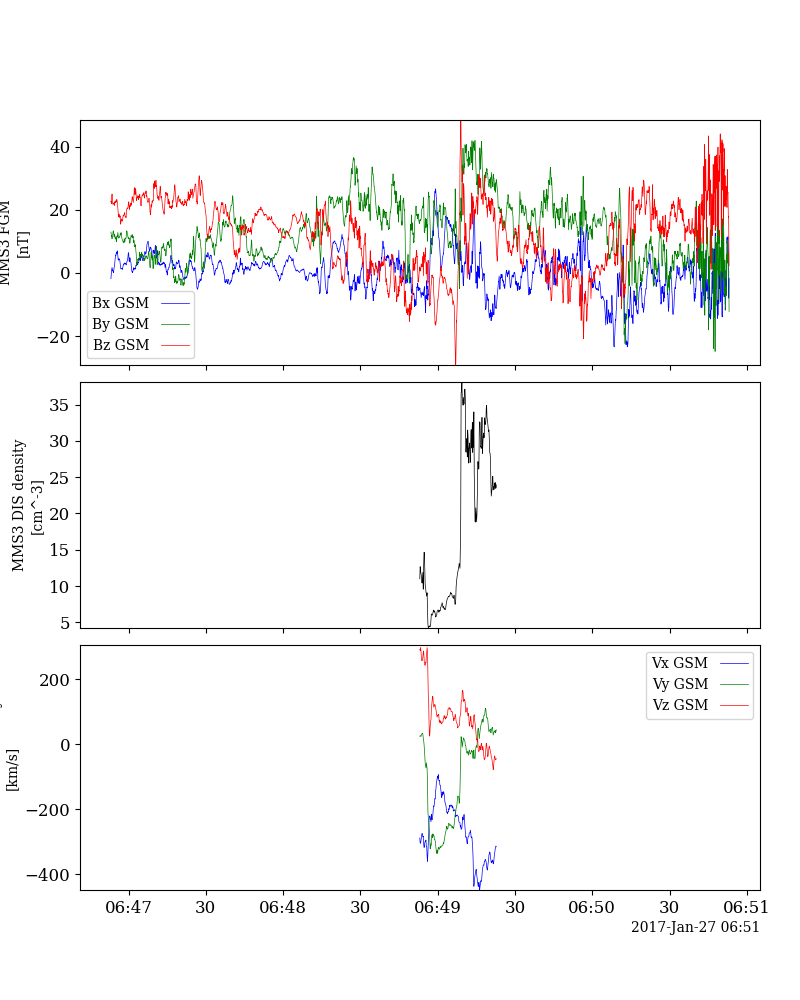 40
20
0
−20
MMS3 FGM
[nT]
Bx GSM
By GSM
Bz GSM
35
30
25
20
15
10
5
MMS3 DIS density
[cm^-3]
200
0
−200
−400
[km/s]
Vx GSM
Vy GSM
Vz GSM
06:47 30 06:48 30 06:49 30 06:50 30 06:51
2017-Jan-27 06:51